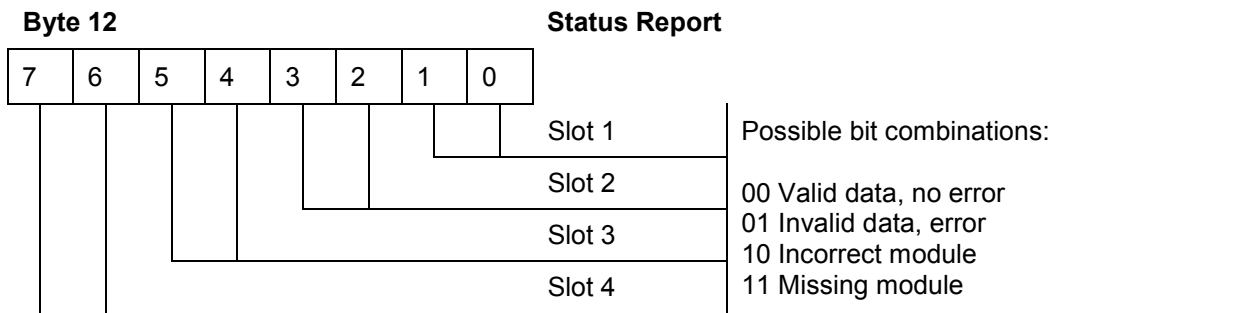 Byte 12 Status Report
7 6 5 4 3 2 1 0
Slot 1 Possible bit combinations:
Slot 2 00 Valid data, no error
01 Invalid data, error
Slot 3 10 Incorrect module
Slot 4 11 Missing module